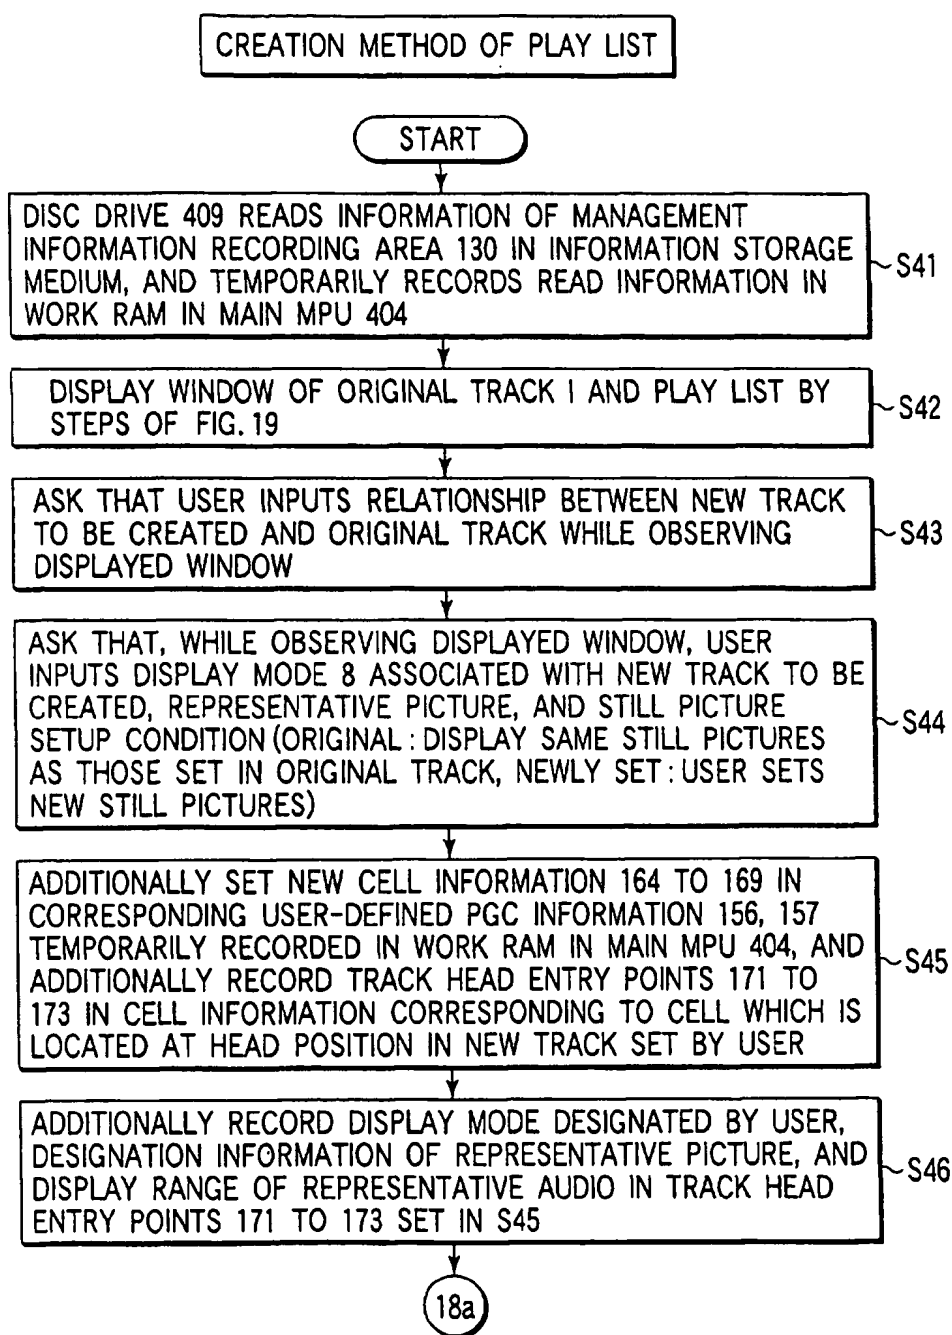 CREATION METHOD OF PLAY LIST
START
DISC DRIVE 409 READS INFORMATION OF MANAGEMENT
INFORMATION RECORDING AREA 130 IN INFORMATION STORAGE
MEDIUM, AND TEMPORARILY RECORDS READ INFORMATION IN
WORK RAM IN MAIN MPU 404
S41
DISPLAY WINDOW OF ORIGINAL TRACK I AND PLAY LIST BY
STEPS OF FIG. 19
S42
ASK THAT USER INPUTS RELATIONSHIP BETWEEN NEW TRACK
TO BE CREATED AND ORIGINAL TRACK WHILE OBSERVING
DISPLAYED WINDOW
S43
ASK THAT, WHILE OBSERVING DISPLAYED WINDOW, USER
INPUTS DISPLAY MODE 8 ASSOCIATED WITH NEW TRACK TO BE
CREATED, REPRESENTATIVE PICTURE, AND STILL PICTURE
SETUP CONDITION (ORIGINAL : DISPLAY SAME STILL PICTURES
AS THOSE SET IN ORIGINAL TRACK, NEWLY SET : USER SETS
NEW STILL PICTURES)
S44
ADDITIONALLY SET NEW CELL INFORMATION 164 TO 169 IN
CORRESPONDING USER-DEFINED PGC INFORMATION 156, 157
TEMPORARILY RECORDED IN WORK RAM IN MAIN MPU 404, AND
ADDITIONALLY RECORD TRACK HEAD ENTRY POINTS 171 TO
173 IN CELL INFORMATION CORRESPONDING TO CELL WHICH IS
LOCATED AT HEAD POSITION IN NEW TRACK SET BY USER
S45
ADDITIONALLY RECORD DISPLAY MODE DESIGNATED BY USER,
DESIGNATION INFORMATION OF REPRESENTATIVE PICTURE, AND
DISPLAY RANGE OF REPRESENTATIVE AUDIO IN TRACK HEAD
ENTRY POINTS 171 TO 173 SET IN S45
S46
18a